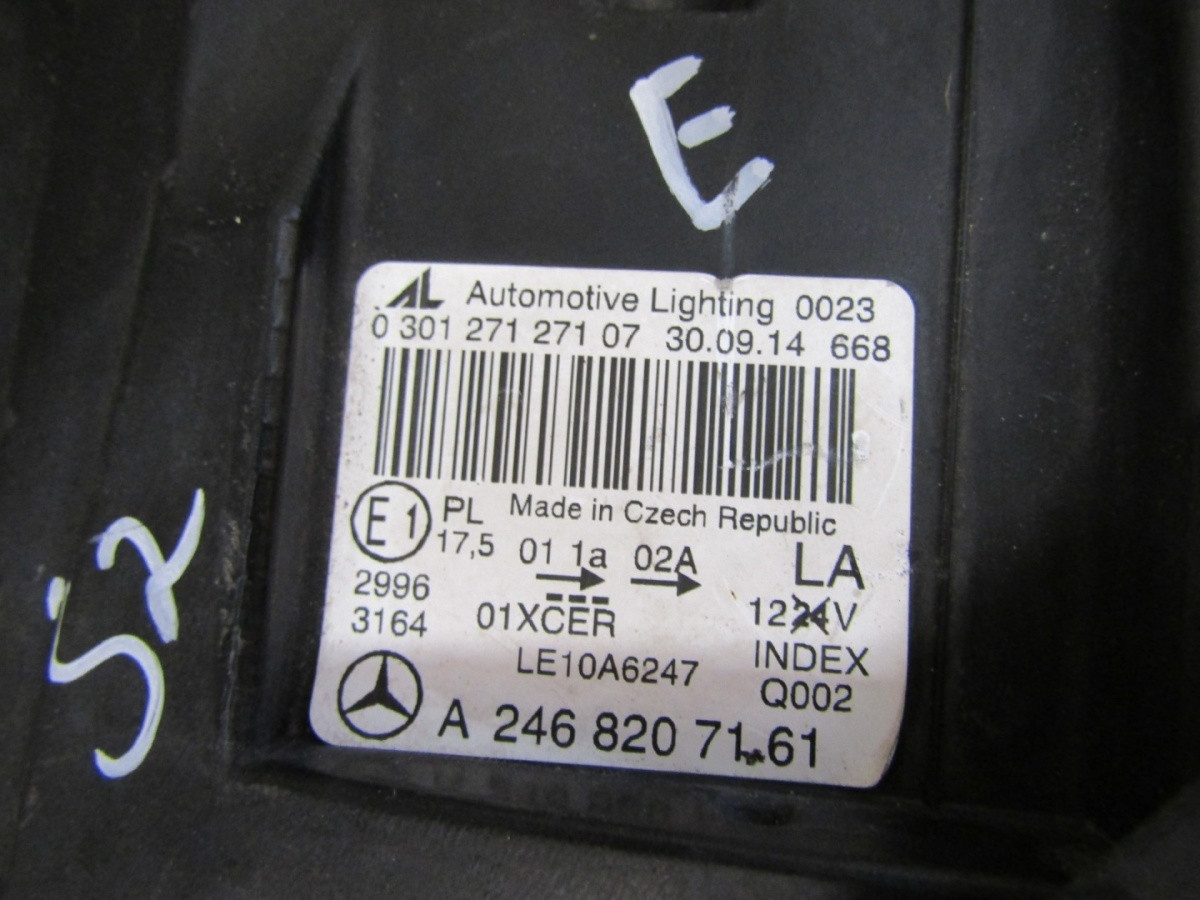 E
AL Automotive Lighting 0023
0 301 271 271 07 30.09.14 668
E1 PL Made in Czech Republic
17,5 01 1a 02A LA
2996 1224V
3164 01XCER INDEX
LE10A6247 Q002
A 246 820 71 61
52